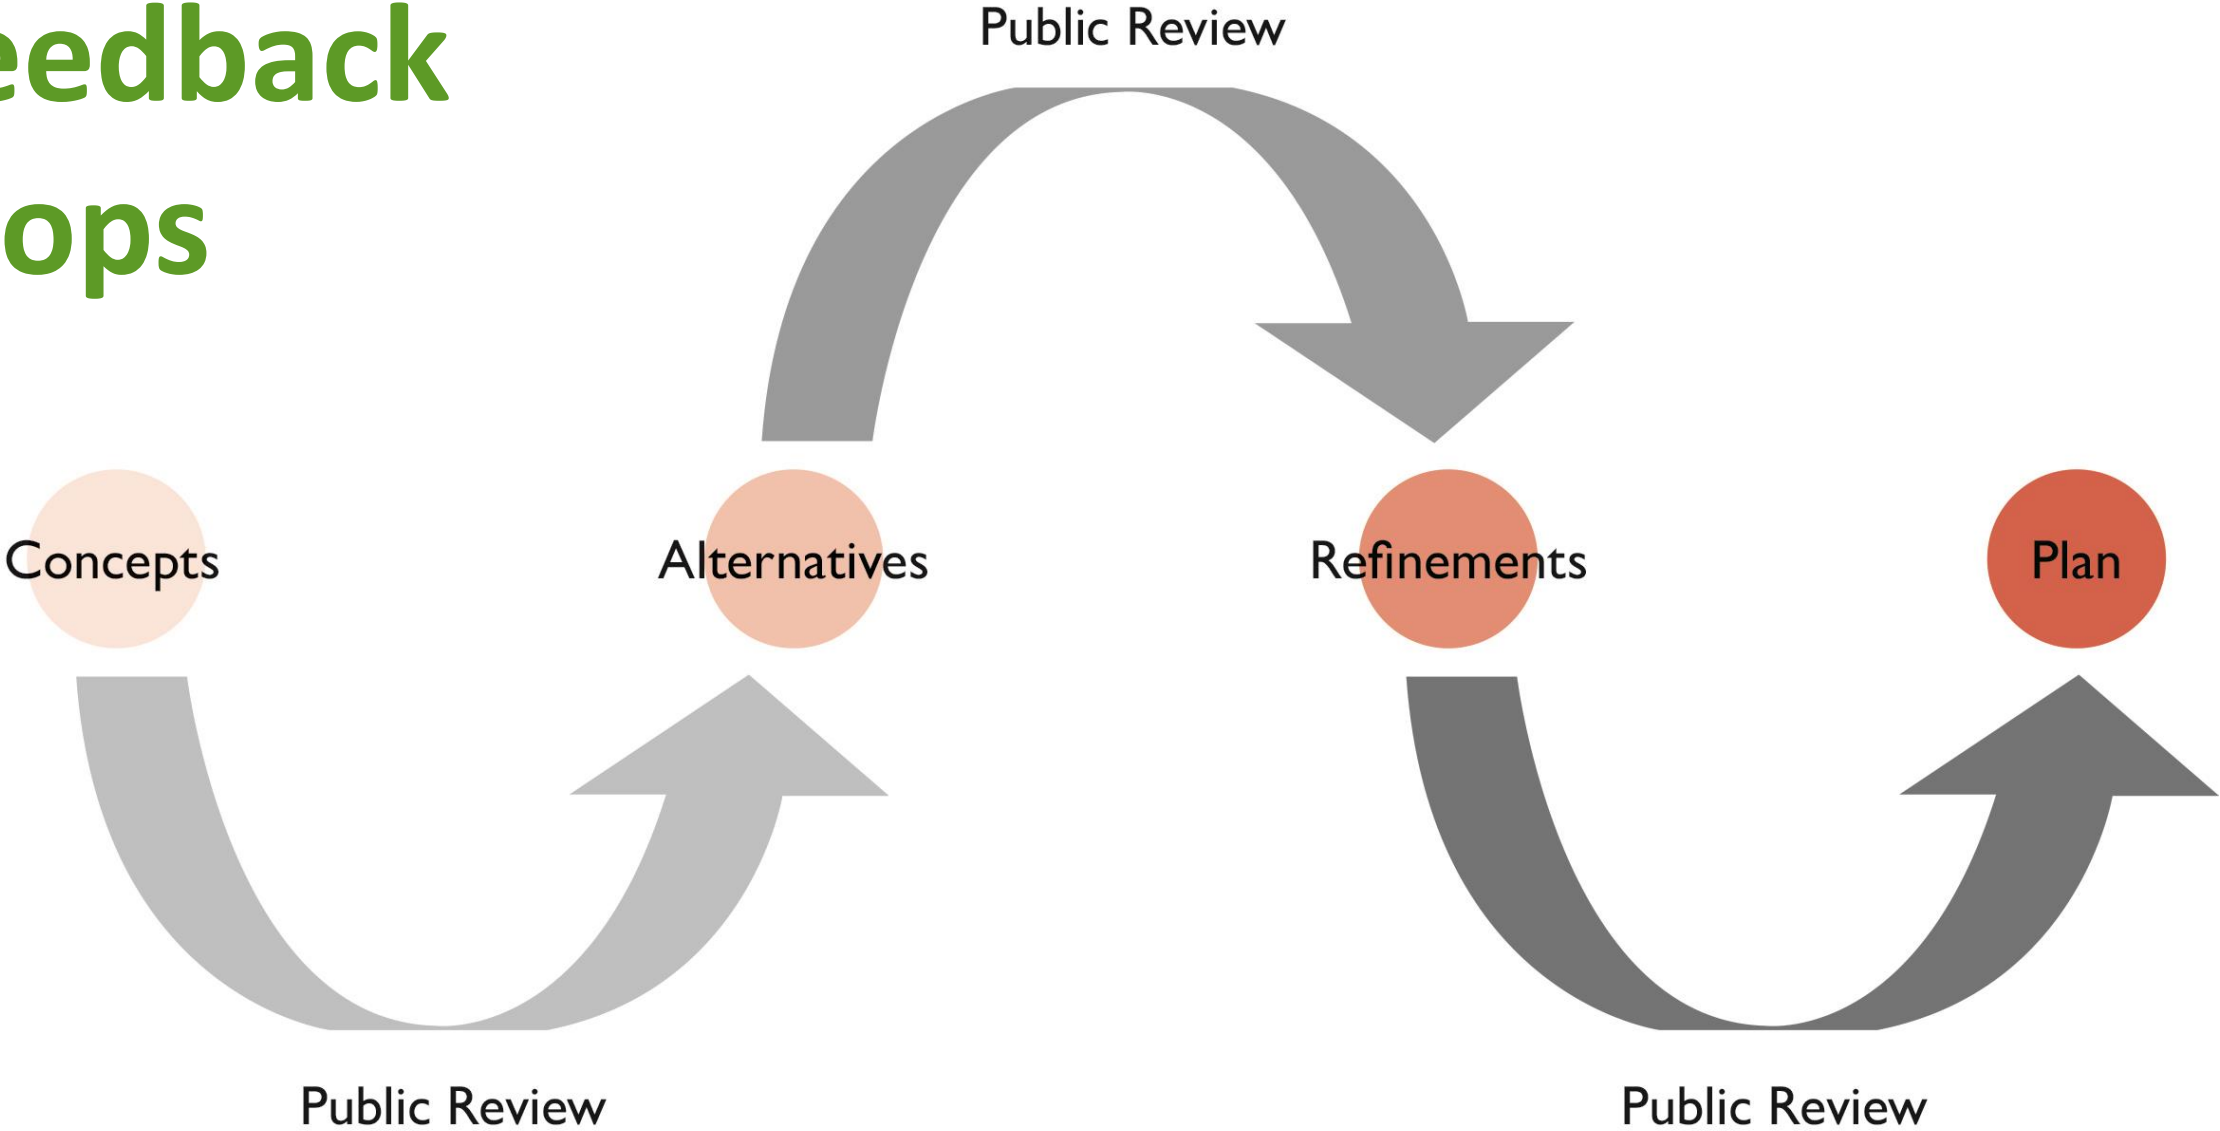 eedback
ops
Public Review
Concepts
Alternatives
Refinements
Plan
Public Review
Public Review